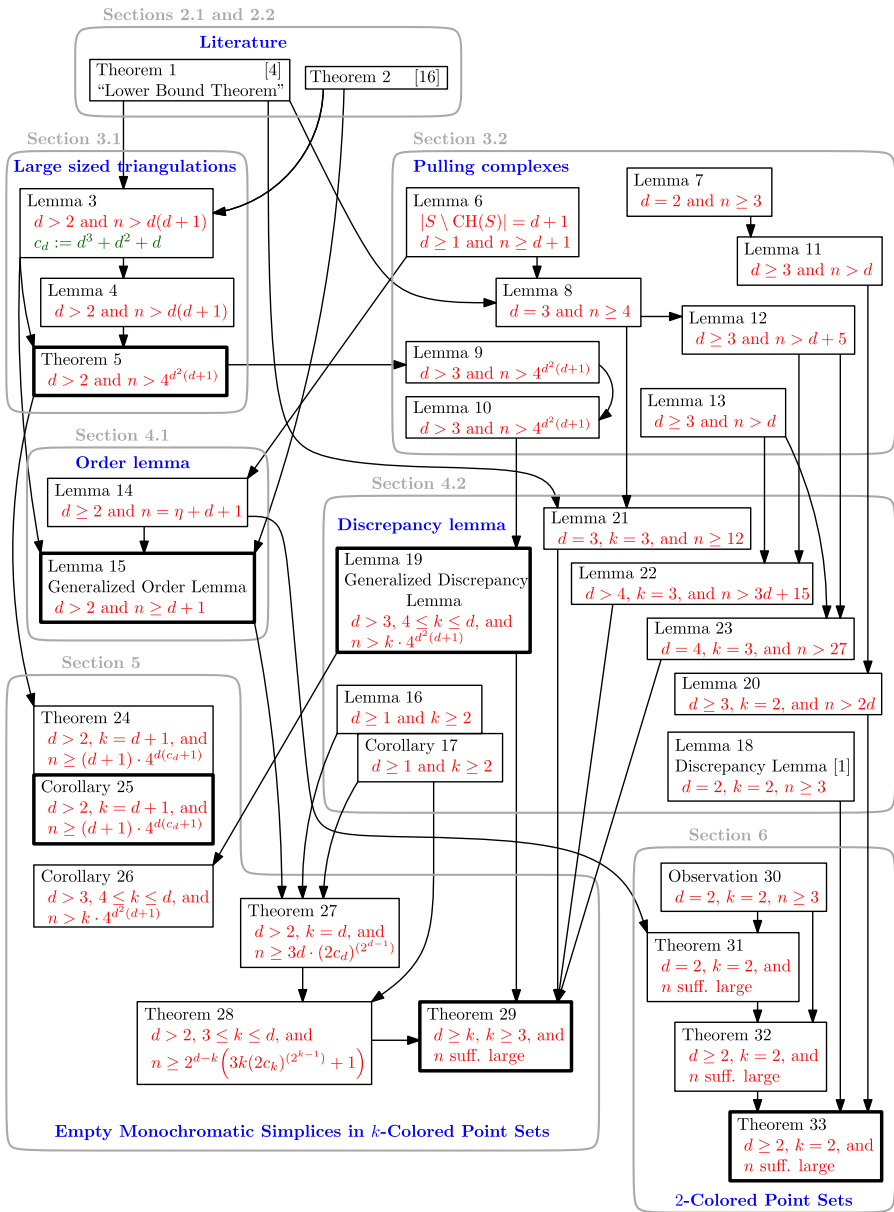 Sections 2.1 and 2.2
Literature
Theorem 1 [4]
“Lower Bound Theorem”
Theorem 2 [16]
Section 3.1
Large sized triangulations
Lemma 3
d > 2 and n > d(d+1)
c_d := d^3 + d^2 + d
Lemma 4
d > 2 and n > d(d+1)
Theorem 5
d > 2 and n > 4^{d^2(d+1)}
Section 3.2
Pulling complexes
Lemma 6
|S \ CH(S)| = d + 1
d ≥ 1 and n ≥ d + 1
Lemma 7
d = 2 and n ≥ 3
Lemma 11
d ≥ 3 and n > d
Lemma 8
d = 3 and n ≥ 4
Lemma 12
d ≥ 3 and n > d + 5
Lemma 9
d > 3 and n > 4^{d^2(d+1)}
Lemma 10
d > 3 and n > 4^{d^2(d+1)}
Lemma 13
d ≥ 3 and n > d
Section 4.1
Order lemma
Lemma 14
d ≥ 2 and n = η + d + 1
Lemma 15
Generalized Order Lemma
d > 2 and n ≥ d + 1
Section 4.2
Discrepancy lemma
Lemma 21
d = 3, k = 3, and n ≥ 12
Lemma 19
Generalized Discrepancy
Lemma
d > 3, 4 ≤ k ≤ d, and
n > k · 4^{d^2(d+1)}
Lemma 22
d > 4, k = 3, and n > 3d + 15
Lemma 23
d = 4, k = 3, and n > 27
Lemma 20
d ≥ 3, k = 2, and n > 2d
Lemma 16
d ≥ 1 and k ≥ 2
Corollary 17
d ≥ 1 and k ≥ 2
Lemma 18
Discrepancy Lemma [1]
d = 2, k = 2, n ≥ 3
Section 5
Theorem 24
d > 2, k = d + 1, and
n ≥ (d + 1) · 4^{d(c_d+1)}
Corollary 25
d > 2, k = d + 1, and
n ≥ (d + 1) · 4^{d(c_d+1)}
Corollary 26
d > 3, 4 ≤ k ≤ d, and
n > k · 4^{d^2(d+1)}
Theorem 27
d > 2, k = d, and
n ≥ 3d · (2c_d)^{(2^{d−1})}
Theorem 28
d > 2, 3 ≤ k ≤ d, and
n ≥ 2^{d−k}(3k(2c_k)^{(2^{k−1})} + 1)
Theorem 29
d ≥ k, k ≥ 3, and
n suff. large
Empty Monochromatic Simplices in k-Colored Point Sets
Section 6
Observation 30
d = 2, k = 2, n ≥ 3
Theorem 31
d = 2, k = 2, and
n suff. large
Theorem 32
d ≥ 2, k = 2, and
n suff. large
Theorem 33
d ≥ 2, k = 2, and
n suff. large
2-Colored Point Sets